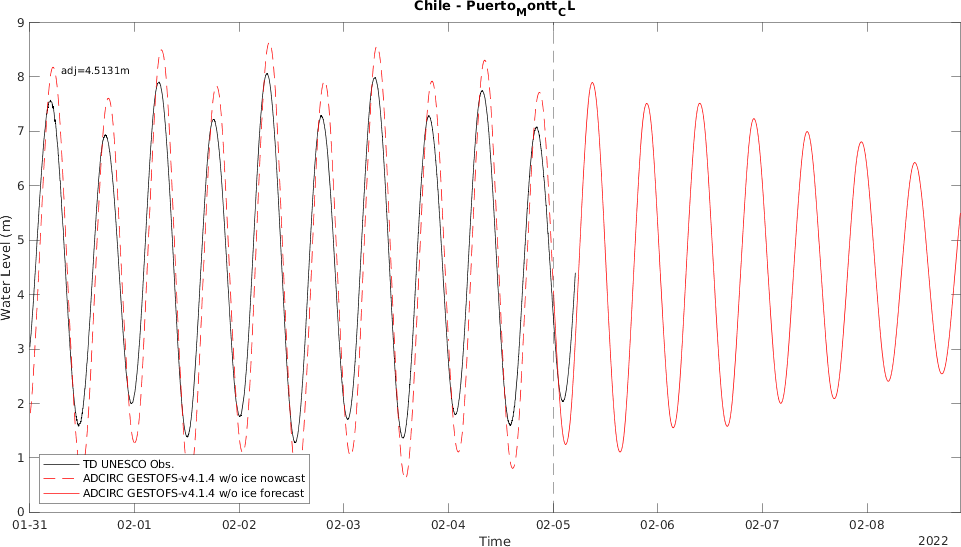 Chile - Puerto_Montt_CL
adj=4.5131m
9
8
7
6
5
4
3
2
1
0
Water Level (m)
TD UNESCO Obs.
ADCIRC GESTOFS-v4.1.4 w/o ice nowcast
ADCIRC GESTOFS-v4.1.4 w/o ice forecast
01-31 02-01 02-02 02-03 02-04 02-05 02-06 02-07 02-08
Time
2022